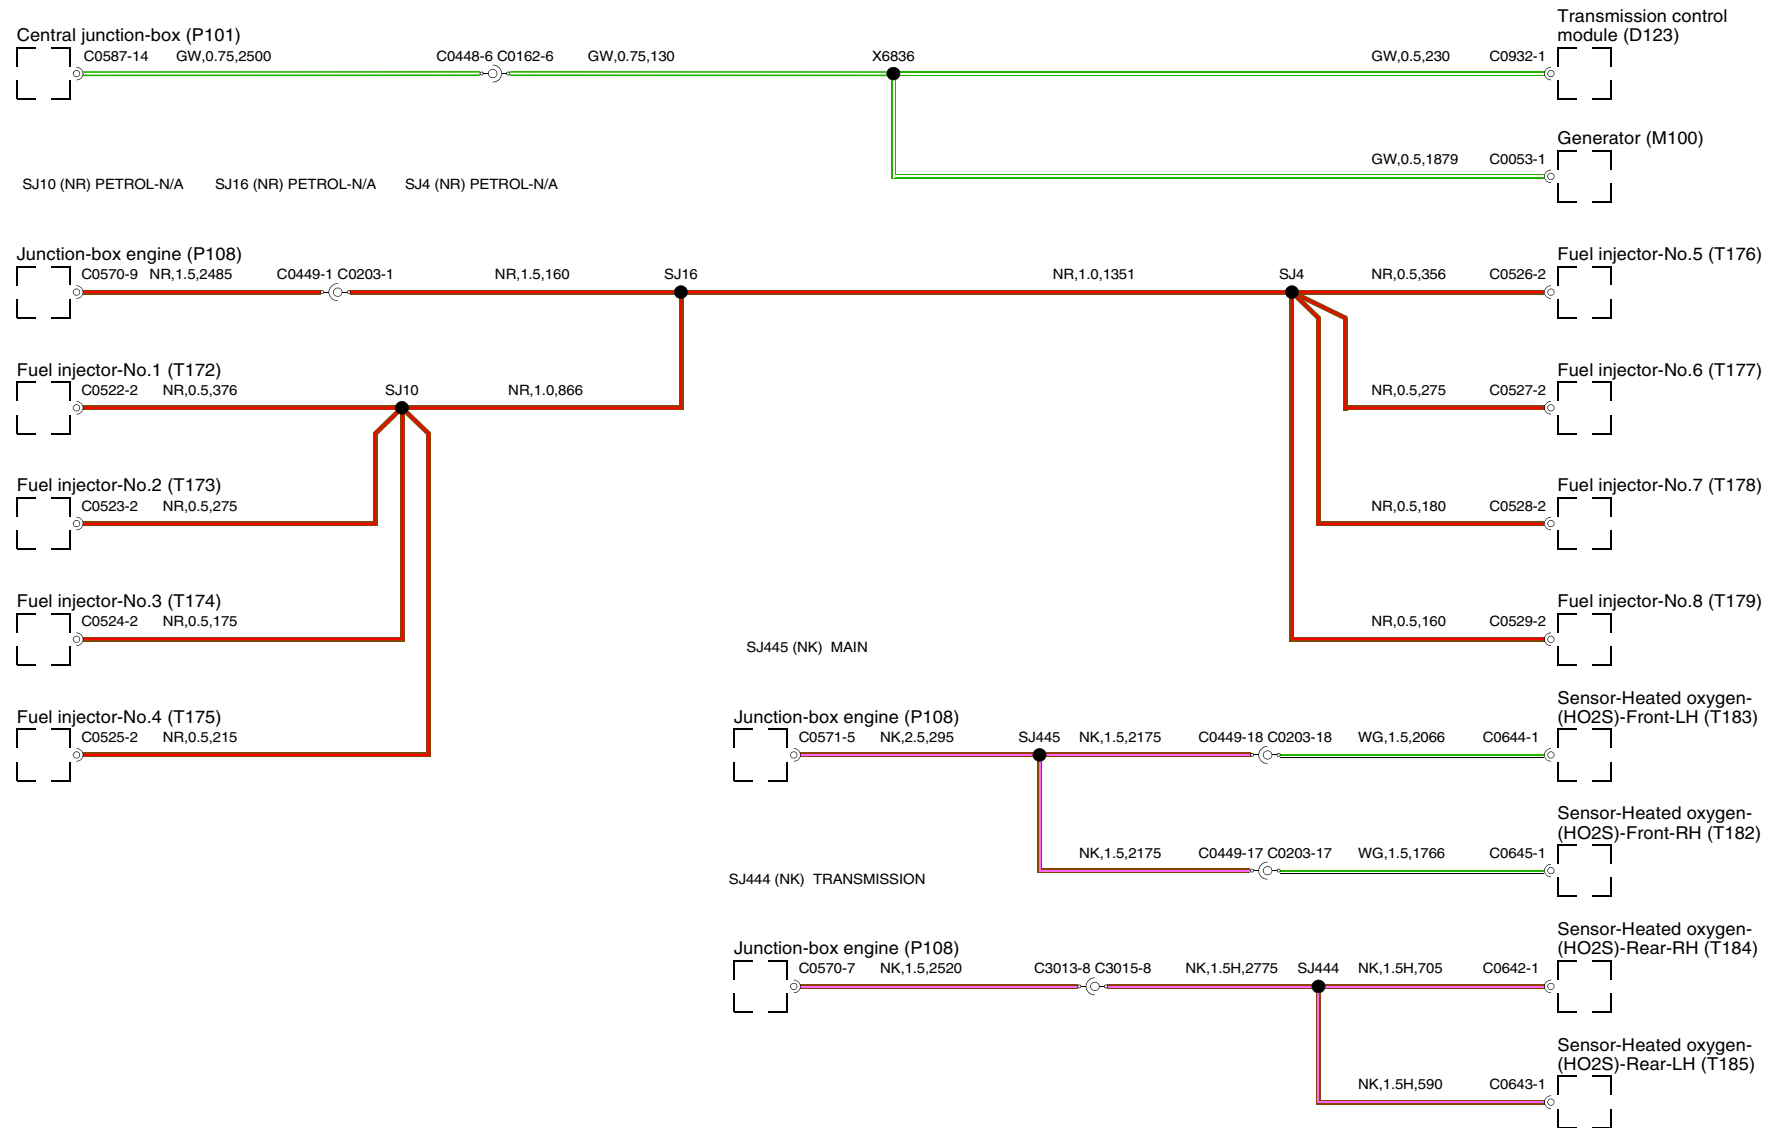 Transmission control
module (D123)
Central junction-box (P101)
C0587-14 GW,0.75,2500 C0448-6 C0162-6 GW,0.75,130 X6836 GW,0.5,230 C0932-1
Generator (M100)
GW,0.5,1879 C0053-1
SJ10 (NR) PETROL-N/A SJ16 (NR) PETROL-N/A SJ4 (NR) PETROL-N/A
Junction-box engine (P108) Fuel injector-No.5 (T176)
C0570-9 NR,1.5,2485 C0449-1 C0203-1 NR,1.5,160 SJ16 NR,1.0,1351 SJ4 NR,0.5,356 C0526-2
Fuel injector-No.1 (T172) Fuel injector-No.6 (T177)
C0522-2 NR,0.5,376 SJ10 NR,1.0,866 NR,0.5,275 C0527-2
Fuel injector-No.2 (T173) Fuel injector-No.7 (T178)
C0523-2 NR,0.5,275 NR,0.5,180 C0528-2
Fuel injector-No.3 (T174) Fuel injector-No.8 (T179)
C0524-2 NR,0.5,175 NR,0.5,160 C0529-2
SJ445 (NK) MAIN
Sensor-Heated oxygen-
(HO2S)-Front-LH (T183)
Fuel injector-No.4 (T175) Junction-box engine (P108)
C0525-2 NR,0.5,215 C0571-5 NK,2.5,295 SJ445 NK,1.5,2175 C0449-18 C0203-18 WG,1.5,2066 C0644-1
Sensor-Heated oxygen-
(HO2S)-Front-RH (T182)
NK,1.5,2175 C0449-17 C0203-17 WG,1.5,1766 C0645-1
SJ444 (NK) TRANSMISSION
Sensor-Heated oxygen-
(HO2S)-Rear-RH (T184)
Junction-box engine (P108)
C0570-7 NK,1.5,2520 C3013-8 C3015-8 NK,1.5H,2775 SJ444 NK,1.5H,705 C0642-1
Sensor-Heated oxygen-
(HO2S)-Rear-LH (T185)
NK,1.5H,590 C0643-1